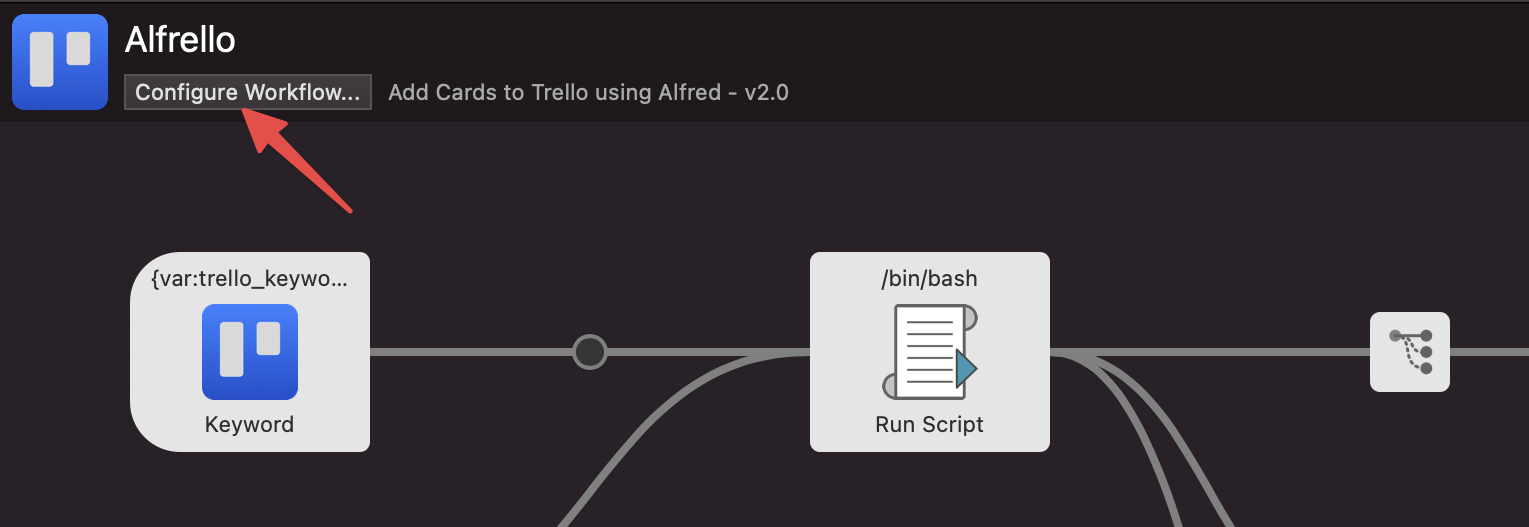 Alfrello
Configure Workflow...
Add Cards to Trello using Alfred - v2.0
{var:trello_keywo...
Keyword
/bin/bash
Run Script